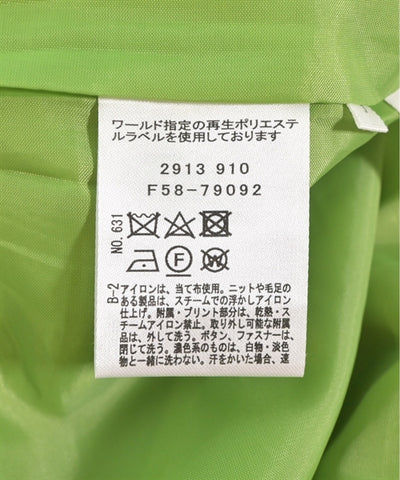 ワールド指定の再生ポリエステ
ルラベルを使用しております
2913 910
F58-79092
NO. 631
F
W
B-2
アイロンは、当て布使用。ニットや毛足の
ある製品は、スチームでの浮かしアイロン
仕上げ。附属・プリント部分は、乾熱・ス
チームアイロン禁止。取り外し可能な附属
品は、外して洗う。ボタン、ファスナーは、
閉じて洗う。濃色系のものは、白物・淡色
物と一緒に洗わない。汗をかいた場合、速